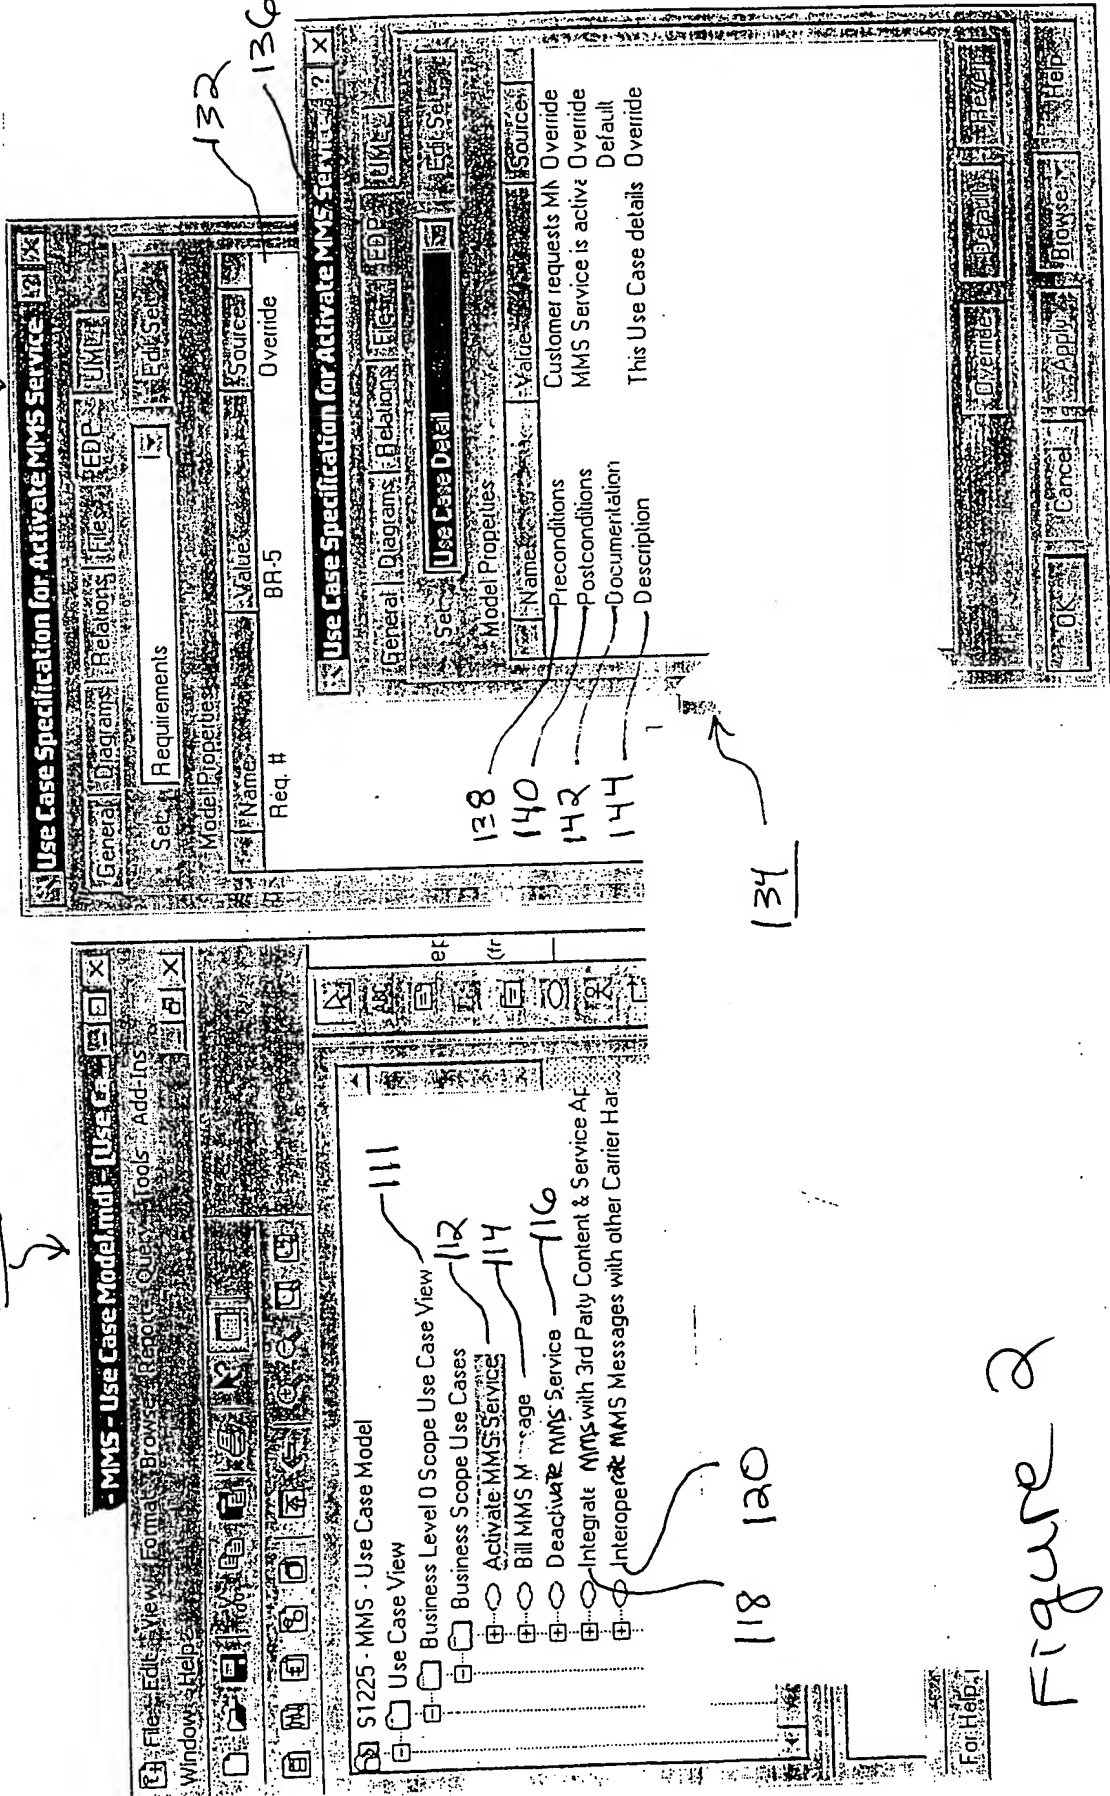 - MMS - Use Case Model.mdl - [Use Ca
File Edit View Format Browse Report Query Tools Add-Ins
Window Help
S1225 - MMS - Use Case Model
Use Case View
Business Level 0 Scope Use Case View
111
Business Scope Use Cases
112
Activate MMS Service
114
Bill MMS M age
Deactivate MMS Service
116
Integrate MMS with 3rd Party Content & Service Ap
Interoperate MMS Messages with other Carrier Har
118
120
For Help,
Use Case Specification for Activate MMS Service
General Diagrams Relations Files EDP UML
Set: Requirements Edit Set
Model Properties
Name Value Source
Req. # BR-5 Override
132
136
Use Case Specification for Activate MMS Service
General Diagrams Relations Files EDP UML
Set: Use Case Detail Edit Set
Model Properties
Name Value Source
138 Preconditions Customer requests MM Override
140 Postconditions MMS Service is active Override
142 Documentation Default
144 Description This Use Case details Override
134
Override Default Revert
OK Cancel Apply Browse Help
Figure 2